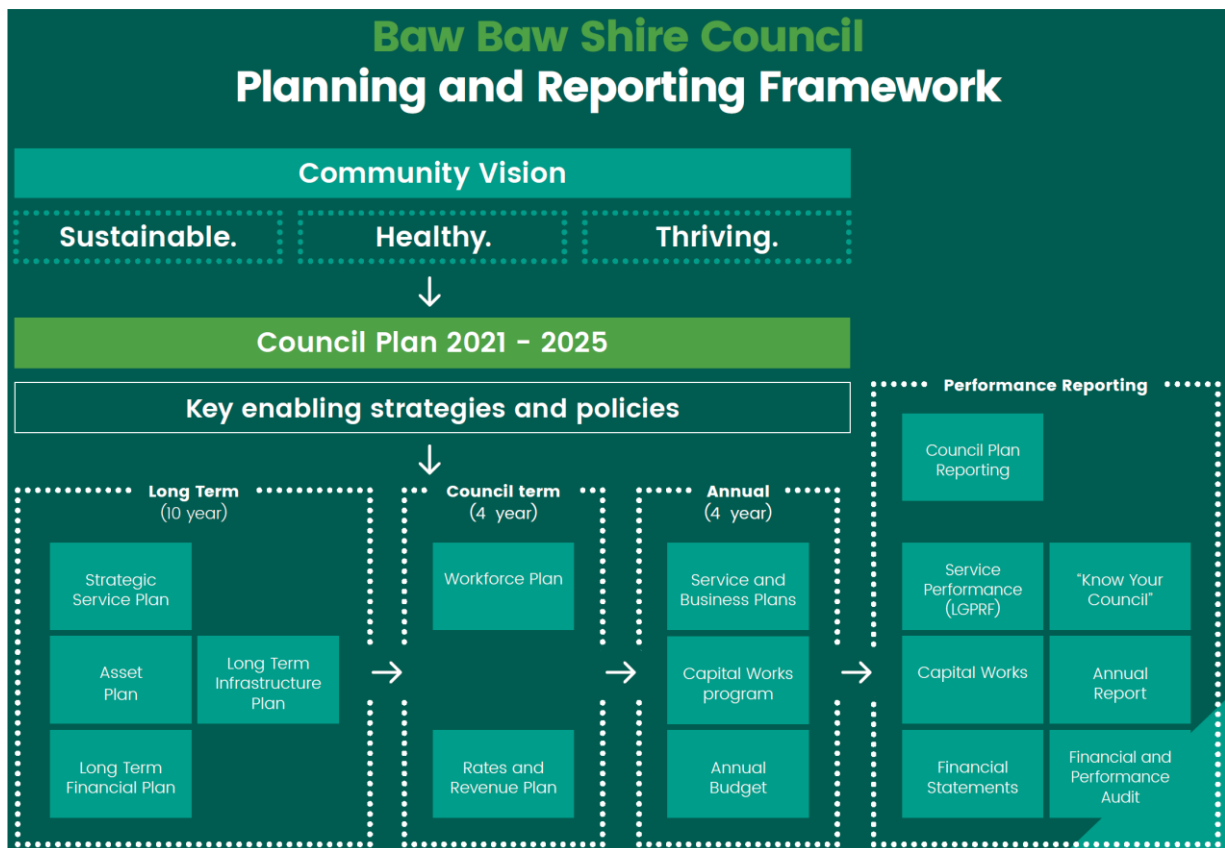 Baw Baw Shire Council
Planning and Reporting Framework
Community Vision
Sustainable.
Healthy.
Thriving.
Council Plan 2021 - 2025
Key enabling strategies and policies
Long Term
(10 year)
Strategic
Service Plan
Asset
Plan
Long Term
Infrastructure
Plan
Long Term
Financial Plan
Council term
(4 year)
Workforce Plan
Rates and
Revenue Plan
Annual
(4 year)
Service and
Business Plans
Capital Works
program
Annual
Budget
Performance Reporting
Council Plan
Reporting
Service
Performance
(LGPRF)
"Know Your
Council"
Capital Works
Annual
Report
Financial
Statements
Financial and
Performance
Audit